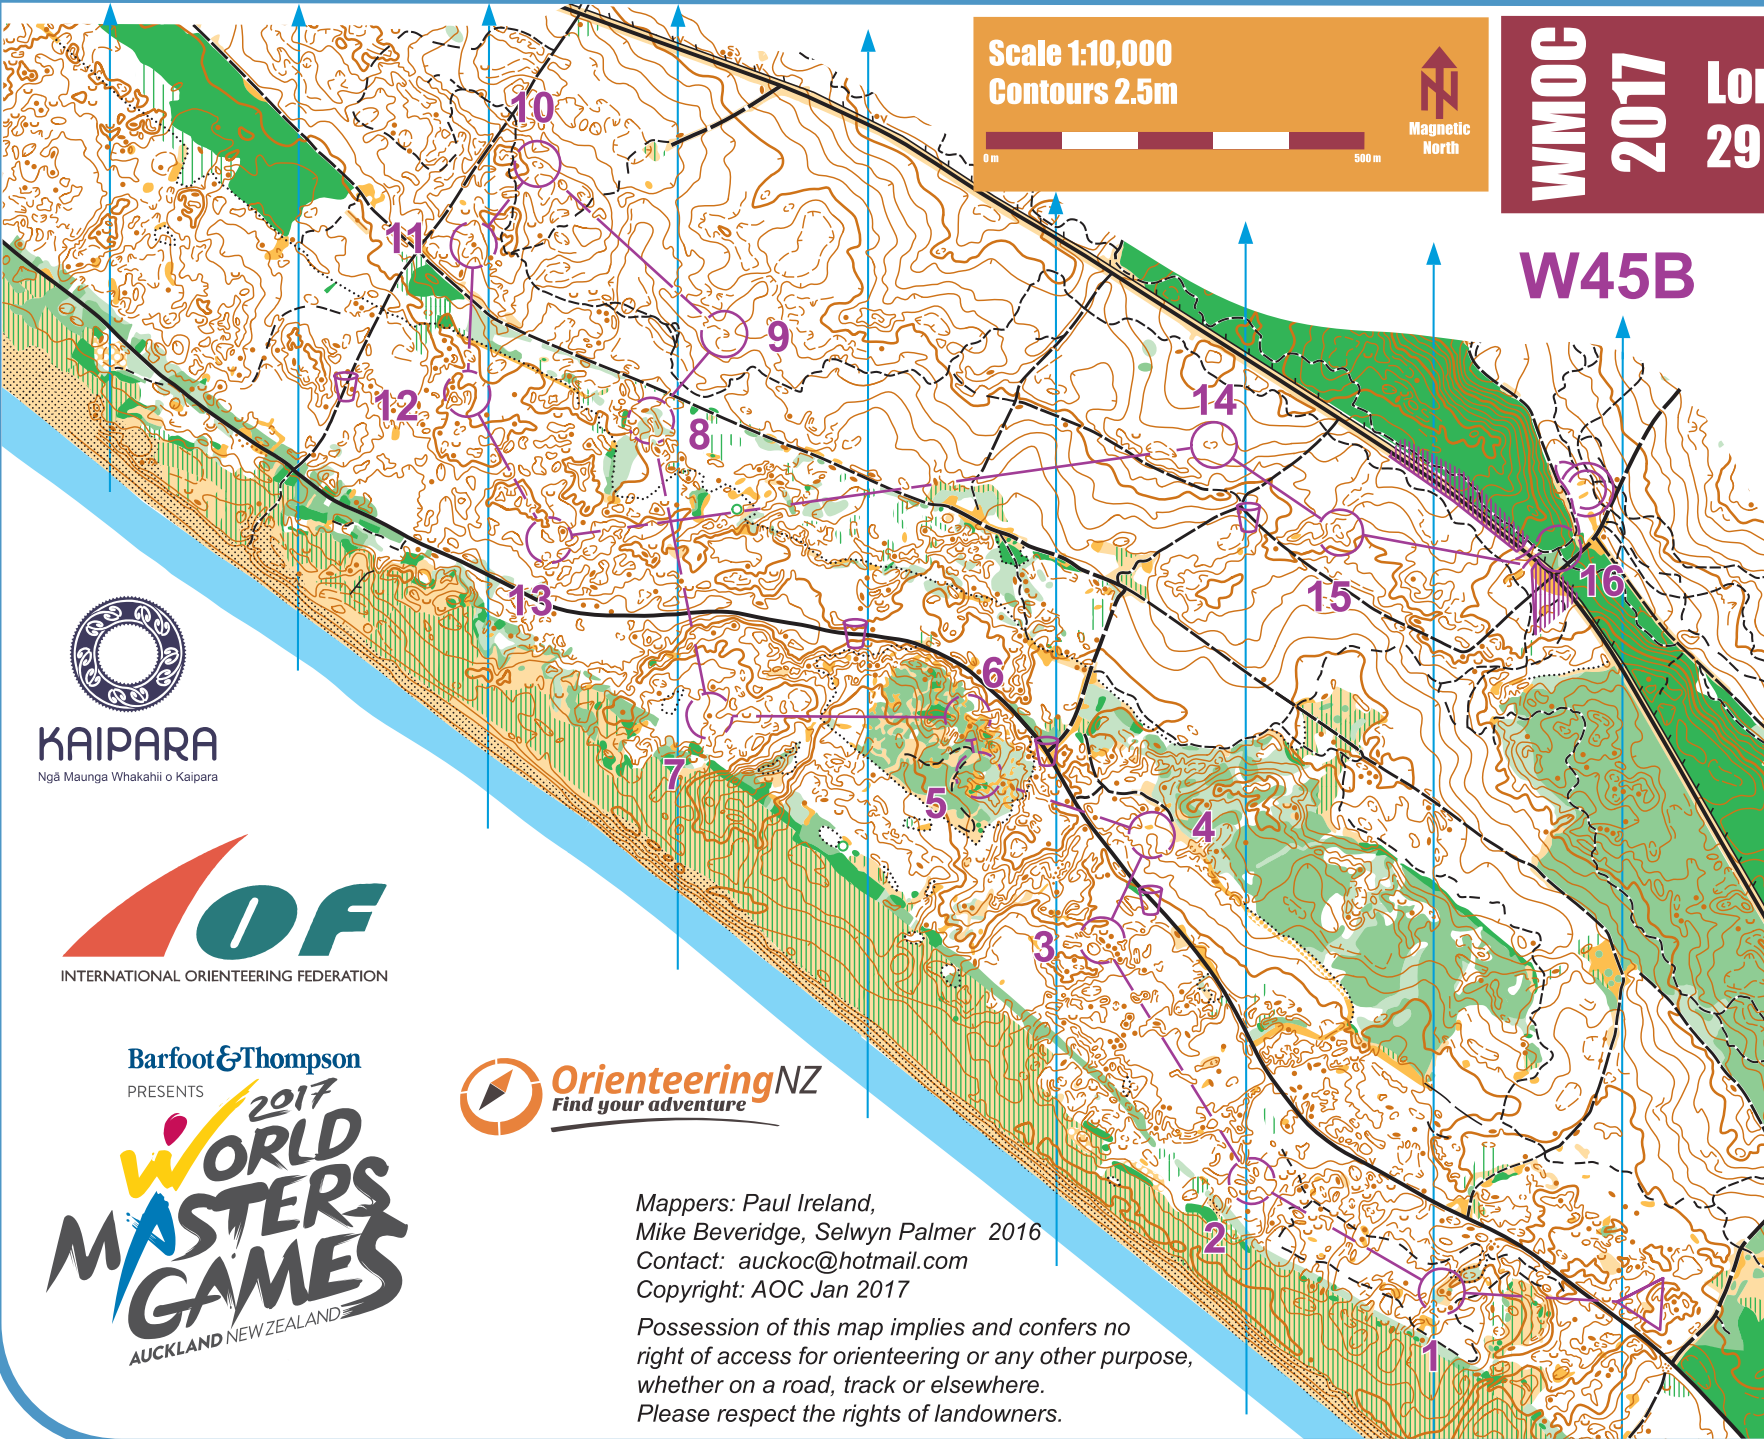 Scale 1:10,000
Contours 2.5m
0 m
500 m
Magnetic
North
WMOC
2017
Lon
29
W45B
10
11
9
12
8
14
13
15
16
6
7
5
4
3
2
1
KAIPARA
Ngā Maunga Whakahii o Kaipara
IOF
INTERNATIONAL ORIENTEERING FEDERATION
Barfoot&Thompson
PRESENTS
2017
WORLD
MASTERS
GAMES
AUCKLAND NEW ZEALAND
OrienteeringNZ
Find your adventure
Mappers: Paul Ireland,
Mike Beveridge, Selwyn Palmer 2016
Contact: auckoc@hotmail.com
Copyright: AOC Jan 2017
Possession of this map implies and confers no
right of access for orienteering or any other purpose,
whether on a road, track or elsewhere.
Please respect the rights of landowners.